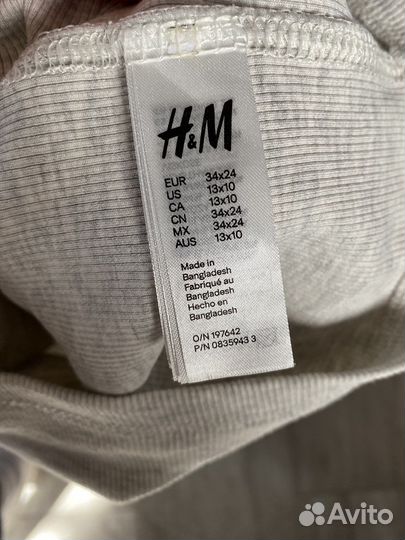 H&M
EUR 34x24
US 13x10
CA 13x10
CN 34x24
MX 34x24
AUS 13x10
Made in
Bangladesh
Fabriqué au
Bangladesh
Hecho en
Bangladesh
O/N 197642
P/N 0835943 3
Avito